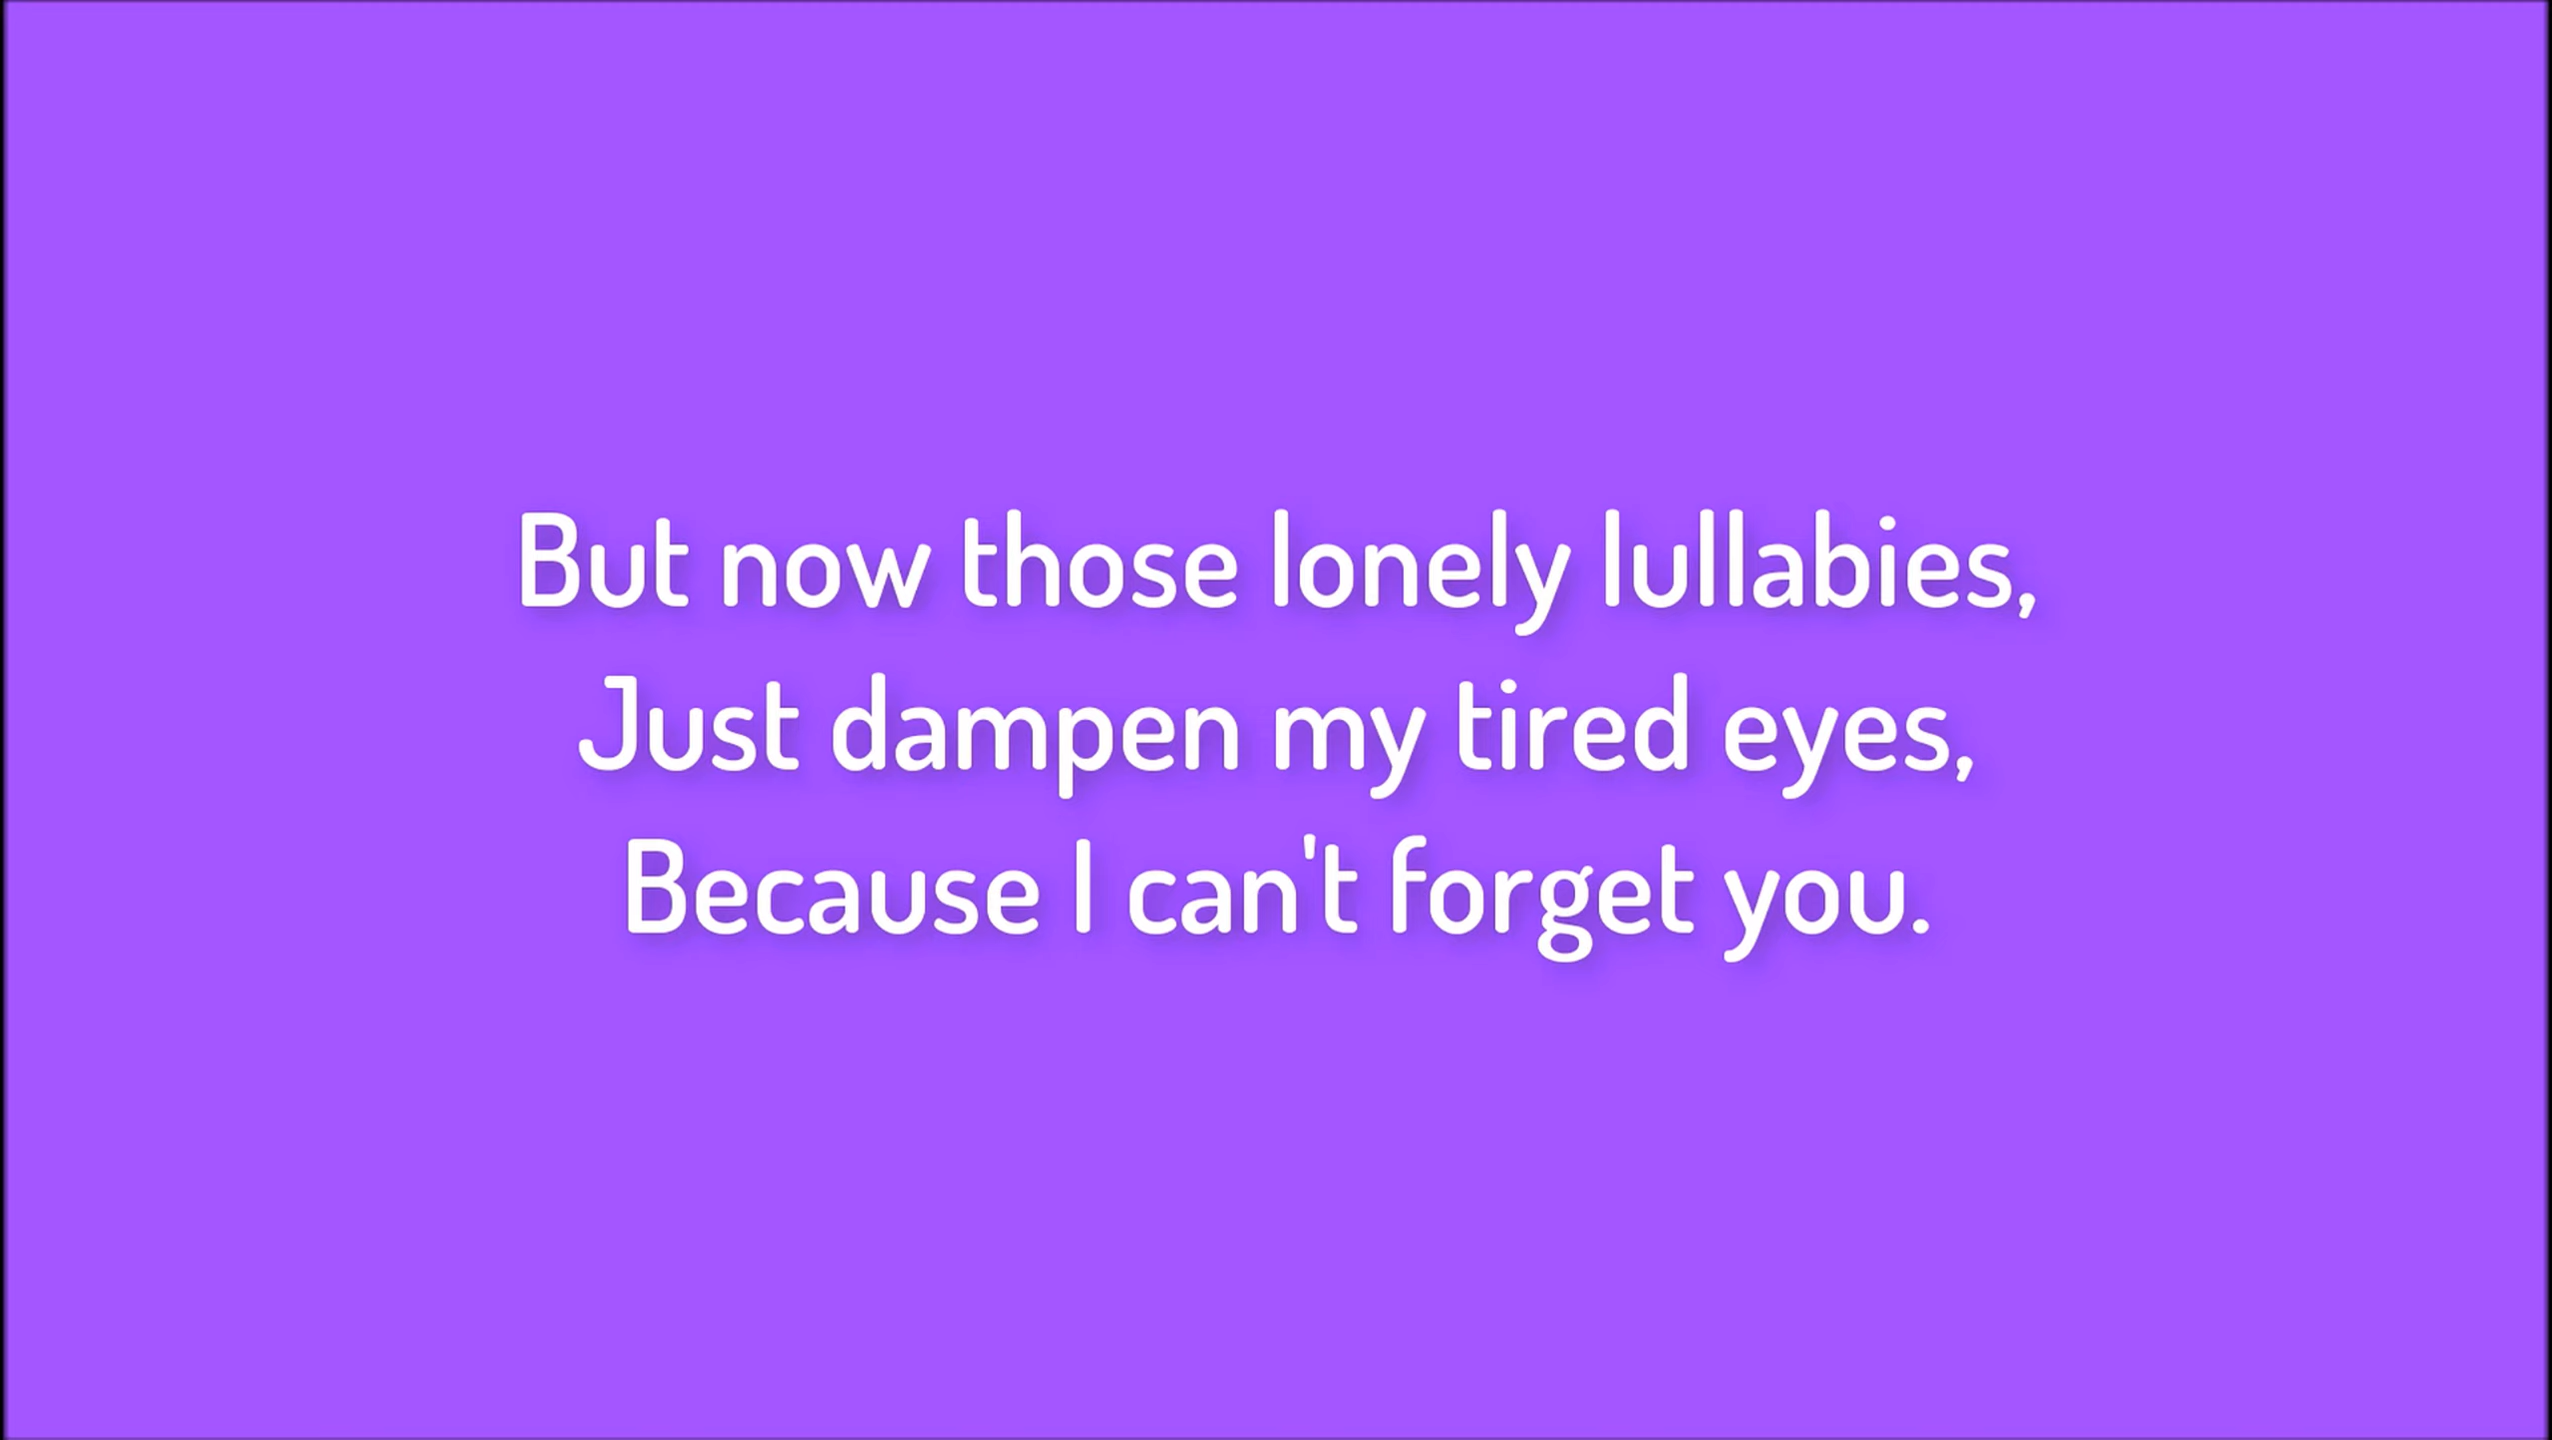 But now those lonely lullabies,
Just dampen my tired eyes,
Because I can't forget you.